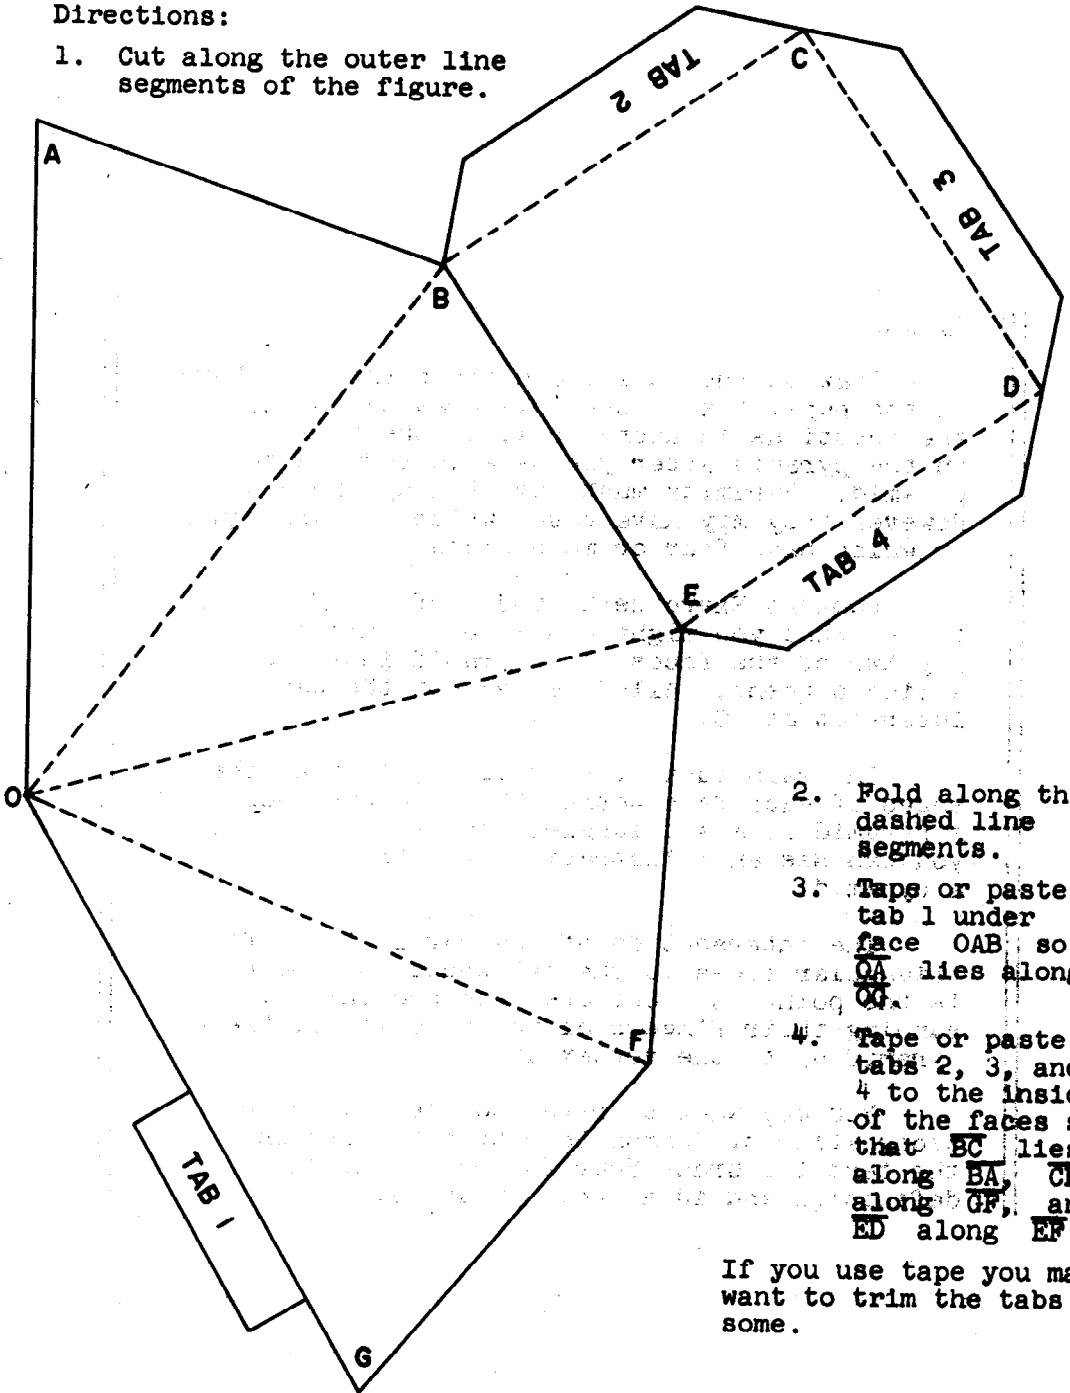 Directions:
1. Cut along the outer line
segments of the figure.
A
B
C
D
E
F
G
O
TAB 2
TAB 3
TAB 4
TAB 1
2. Fold along th
dashed line
segments.
3. Tape or paste
tab 1 under
face OAB so
OA lies along
OG.
4. Tape or paste
tabs 2, 3, and
4 to the insid
of the faces s
that BC lies
along BA, CD
along GF, an
ED along EF
If you use tape you ma
want to trim the tabs
some.